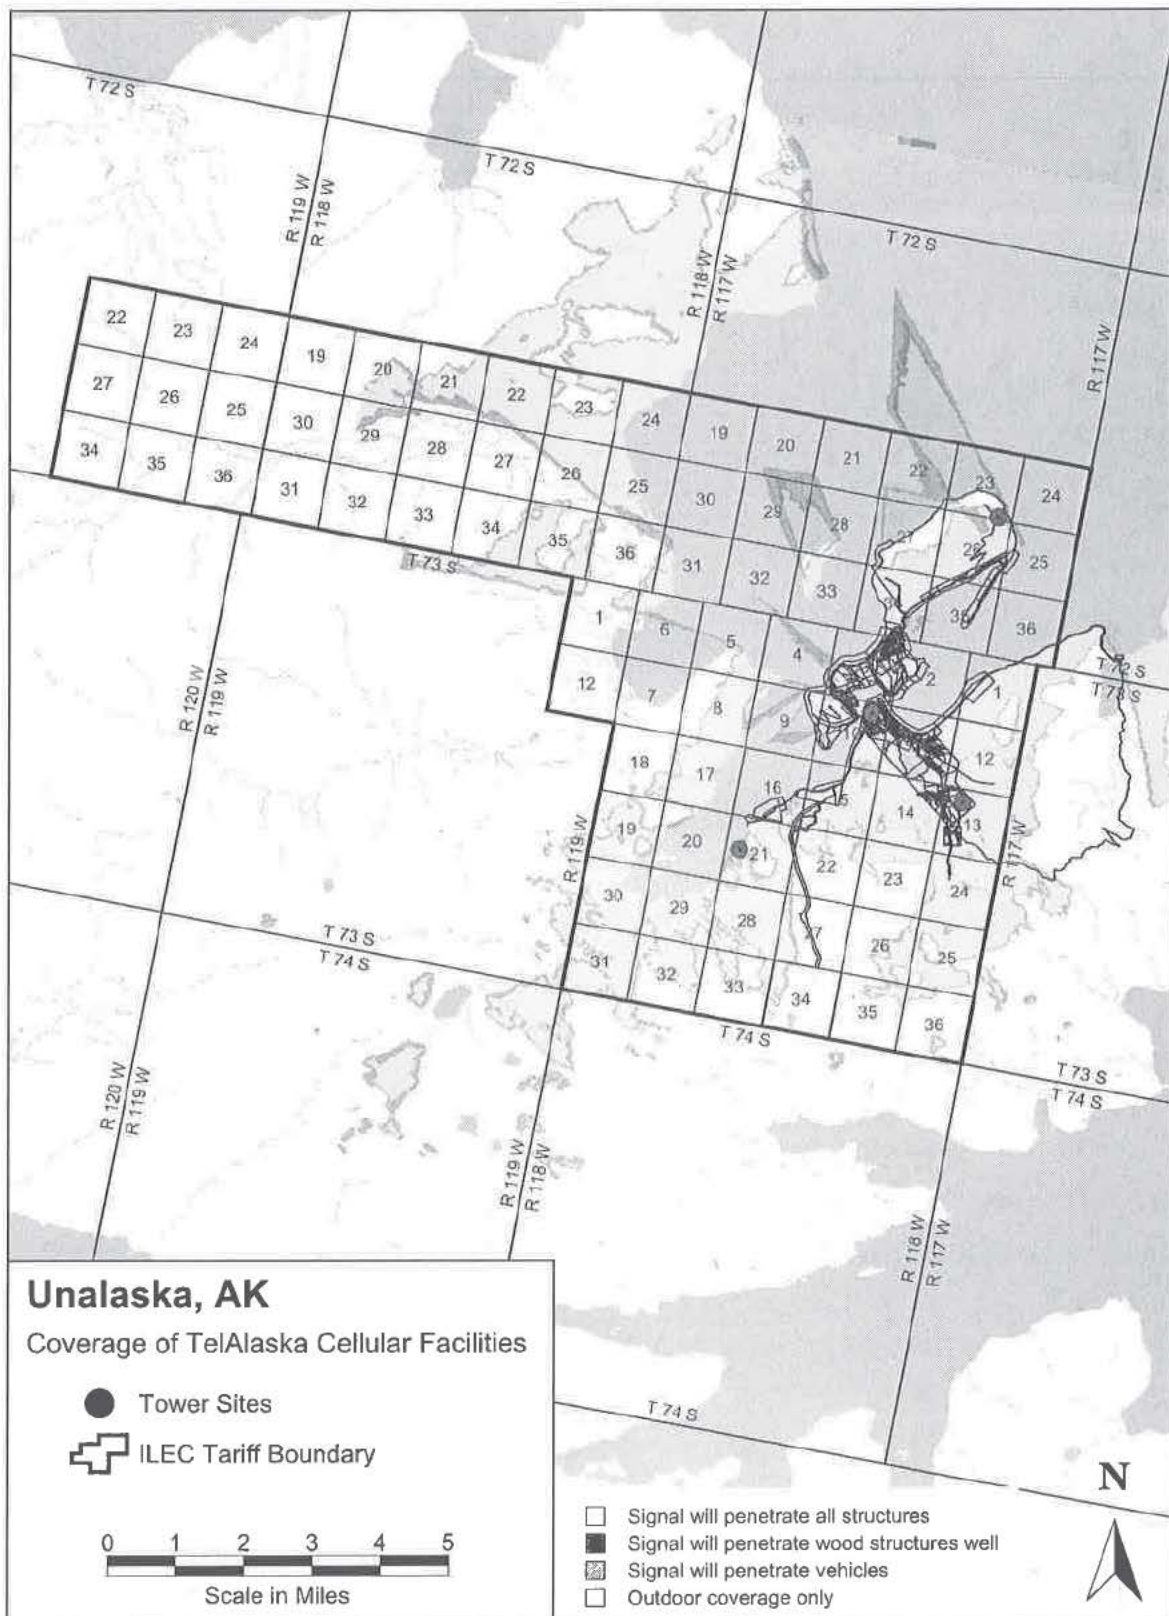 T 72 S
T 72 S
R 119 W
R 118 W
T 72 S
R 118 W
R 117 W
R 117 W
22 23 24 19 20 21 22 23 24 19 20 21 22 23 24
27 26 25 30 29 28 27 26 25 30 29 28 27 26 25
34 35 36 31 32 33 34 35 36 31 32 33 35 36
T 73 S
1 6 5 4 2 1
T 72 S
T 73 S
12 7 8 9 12
R 120 W
R 119 W
18 17 16 14 13
R 119 W
19 20 21 22 23 24
R 117 W
30 29 28 27 26 25
T 73 S
T 74 S
31 32 33 34 35 36
T 74 S
T 73 S
T 74 S
R 120 W
R 119 W
R 119 W
R 118 W
R 118 W
R 117 W
Unalaska, AK
Coverage of TelAlaska Cellular Facilities
Tower Sites
ILEC Tariff Boundary
0 1 2 3 4 5
Scale in Miles
T 74 S
N
Signal will penetrate all structures
Signal will penetrate wood structures well
Signal will penetrate vehicles
Outdoor coverage only